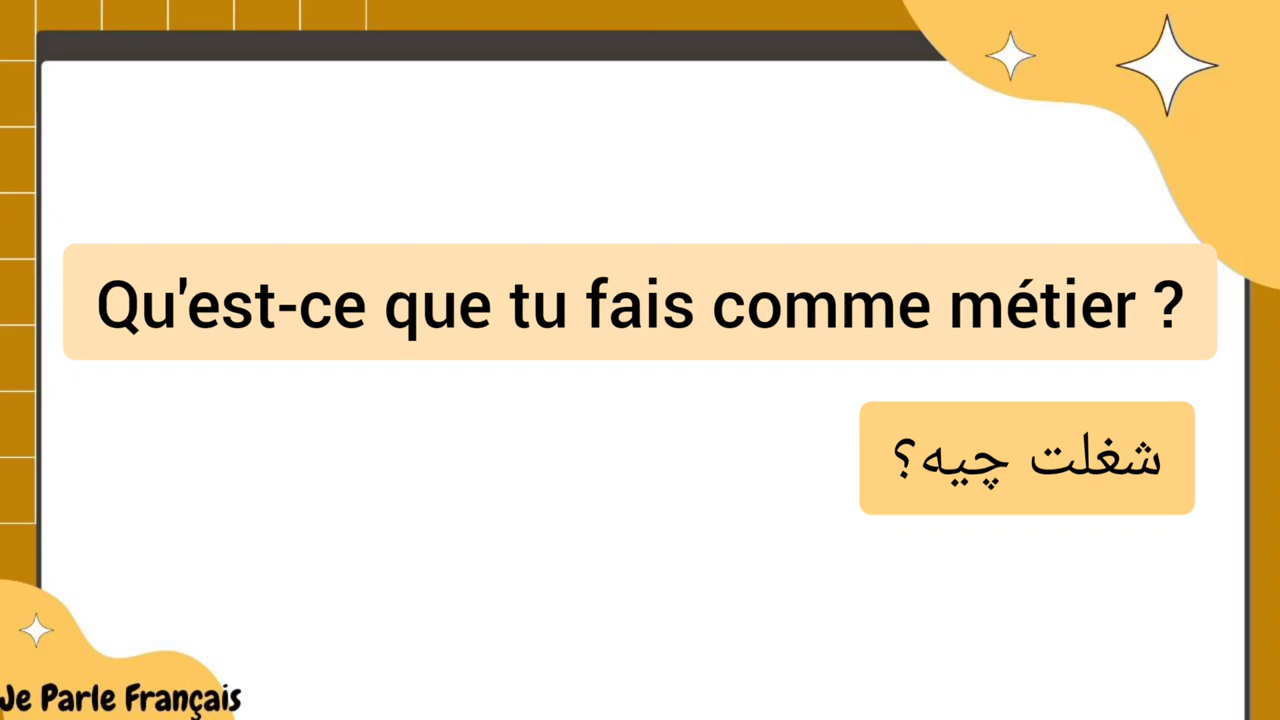 Qu'est-ce que tu fais comme métier ?
شغلت چیه؟
Je Parle Français